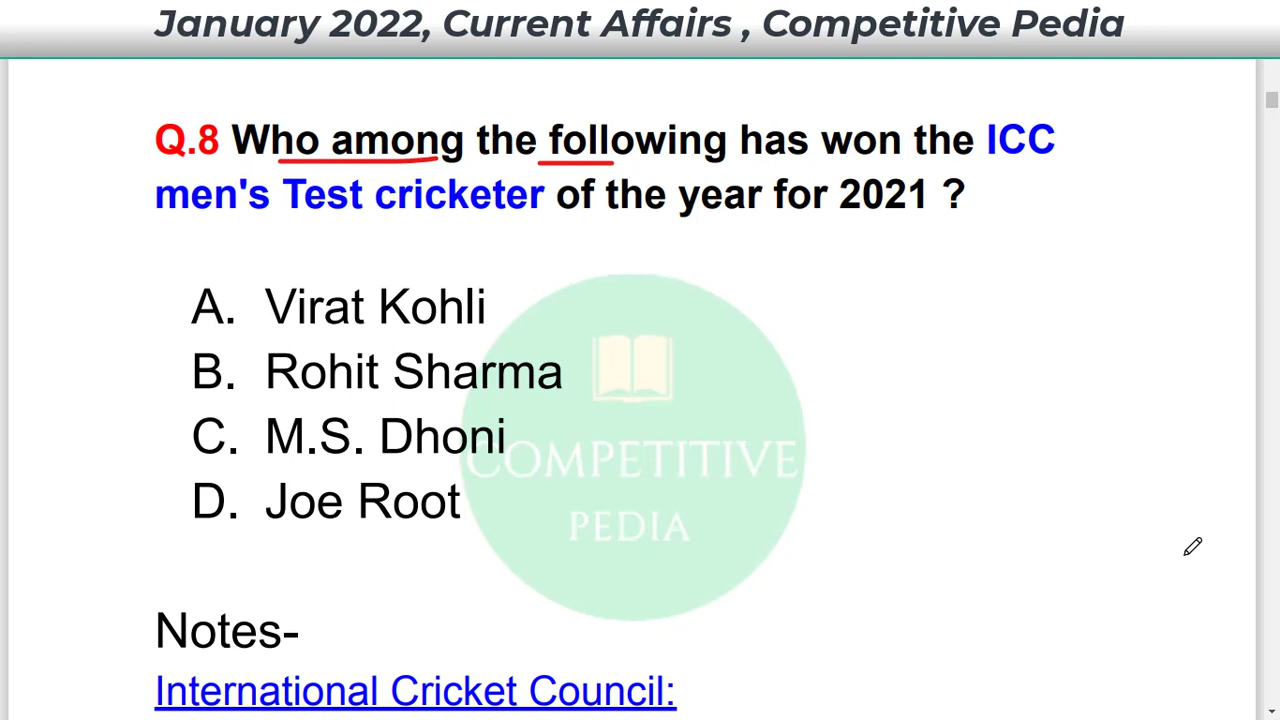 January 2022, Current Affairs , Competitive Pedia
Q.8 Who among the following has won the ICC
men's Test cricketer of the year for 2021 ?
A. Virat Kohli
B. Rohit Sharma
C. M.S. Dhoni
D. Joe Root
COMPETITIVE
PEDIA
Notes-
International Cricket Council: